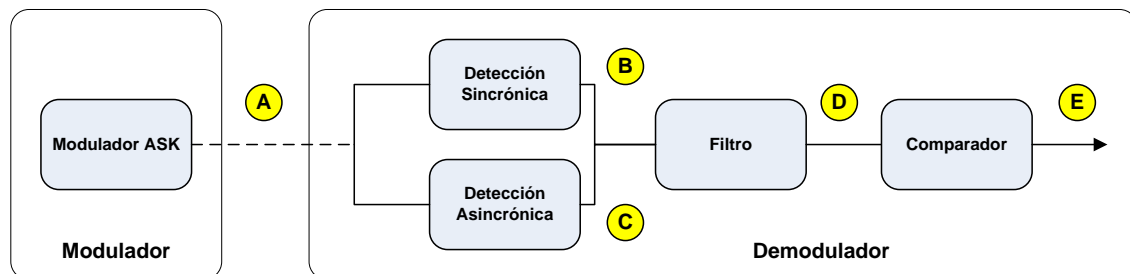 Modulador ASK
A
Detección
Sincrónica
B
Detección
Asincrónica
C
Filtro
D
Comparador
E
Modulador
Demodulador